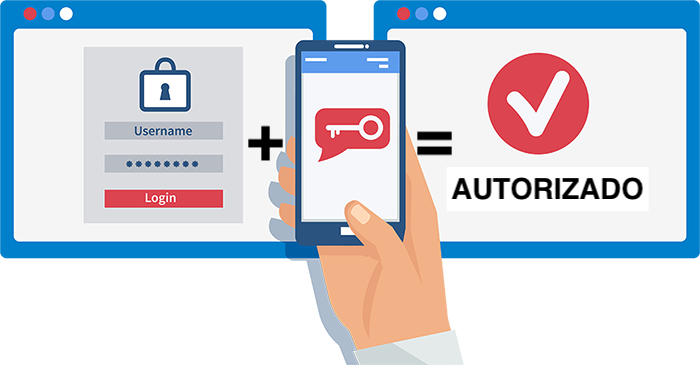 Username
********
Login
+
=
AUTORIZADO